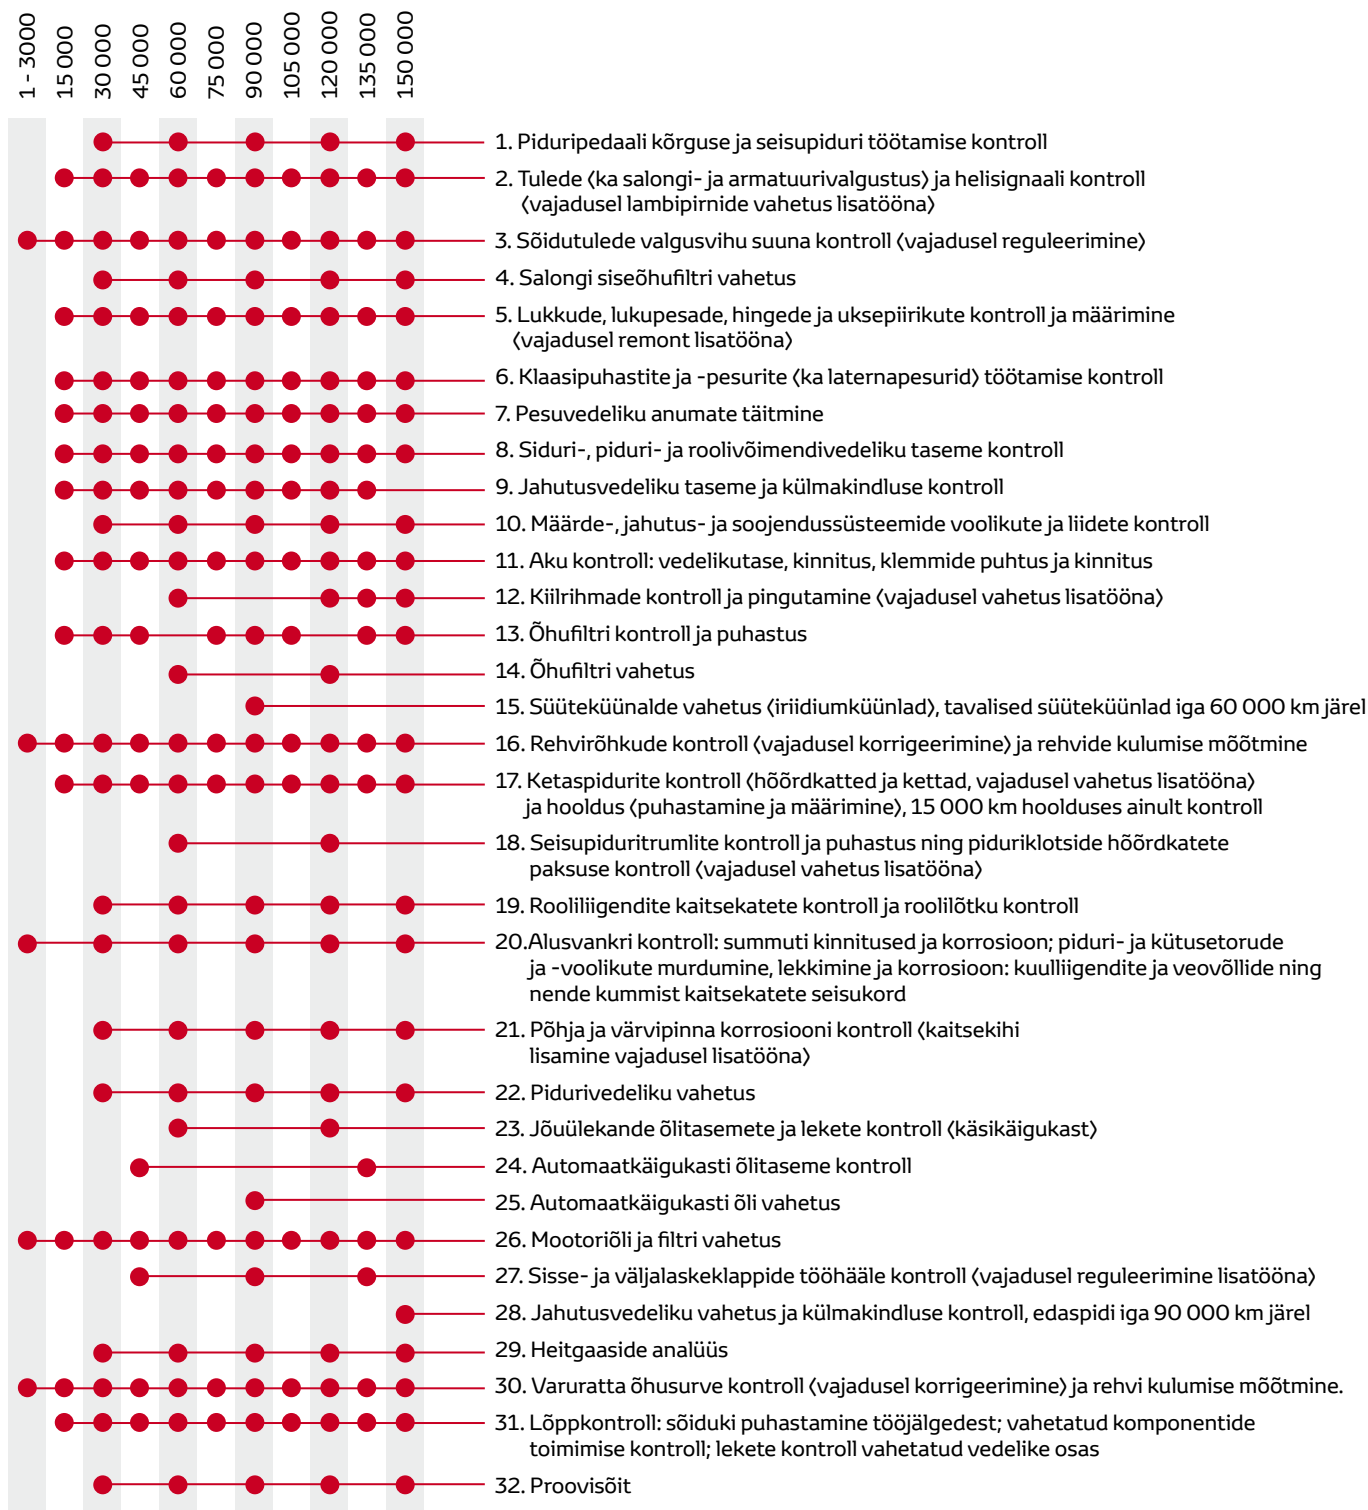 1 - 3000
15 000
30 000
45 000
60 000
75 000
90 000
105 000
120 000
135 000
150 000
1. Piduripedaali kõrguse ja seisupiduri töötamise kontroll
2. Tulede ⟨ka salongi- ja armatuurivalgustus⟩ ja helisignaali kontroll
⟨vajadusel lambipirnide vahetus lisatööna⟩
3. Sõidutulede valgusvihu suuna kontroll ⟨vajadusel reguleerimine⟩
4. Salongi siseõhufiltri vahetus
5. Lukkude, lukupesade, hingede ja uksepiirikute kontroll ja määrimine
⟨vajadusel remont lisatööna⟩
6. Klaasipuhastite ja -pesurite ⟨ka laternapesurid⟩ töötamise kontroll
7. Pesuvedeliku anumate täitmine
8. Siduri-, piduri- ja roolivõimendivedeliku taseme kontroll
9. Jahutusvedeliku taseme ja külmakindluse kontroll
10. Määrde-, jahutus- ja soojendussüsteemide voolikute ja liidete kontroll
11. Aku kontroll: vedelikutase, kinnitus, klemmide puhtus ja kinnitus
12. Kiilrihmade kontroll ja pingutamine ⟨vajadusel vahetus lisatööna⟩
13. Õhufiltri kontroll ja puhastus
14. Õhufiltri vahetus
15. Süüteküünalde vahetus ⟨iriidiumküünlad⟩, tavalised süüteküünlad iga 60 000 km järel
16. Rehvirõhkude kontroll ⟨vajadusel korrigeerimine⟩ ja rehvide kulumise mõõtmine
17. Ketaspidurite kontroll ⟨hõõrdkatted ja kettad, vajadusel vahetus lisatööna⟩
ja hooldus ⟨puhastamine ja määrimine⟩, 15 000 km hoolduses ainult kontroll
18. Seisupiduritrumlite kontroll ja puhastus ning piduriklotside hõõrdkatete
paksuse kontroll ⟨vajadusel vahetus lisatööna⟩
19. Rooliliigendite kaitsekatete kontroll ja roolilõtku kontroll
20.Alusvankri kontroll: summuti kinnitused ja korrosioon; piduri- ja kütusetorude
ja -voolikute murdumine, lekkimine ja korrosioon: kuulliigendite ja veovõllide ning
nende kummist kaitsekatete seisukord
21. Põhja ja värvipinna korrosiooni kontroll ⟨kaitsekihi
lisamine vajadusel lisatööna⟩
22. Pidurivedeliku vahetus
23. Jõuülekande õlitasemete ja lekete kontroll ⟨käsikäigukast⟩
24. Automaatkäigukasti õlitaseme kontroll
25. Automaatkäigukasti õli vahetus
26. Mootoriõli ja filtri vahetus
27. Sisse- ja väljalaskeklappide tööhääle kontroll ⟨vajadusel reguleerimine lisatööna⟩
28. Jahutusvedeliku vahetus ja külmakindluse kontroll, edaspidi iga 90 000 km järel
29. Heitgaaside analüüs
30. Varuratta õhusurve kontroll ⟨vajadusel korrigeerimine⟩ ja rehvi kulumise mõõtmine.
31. Lõppkontroll: sõiduki puhastamine tööjälgedest; vahetatud komponentide
toimimise kontroll; lekete kontroll vahetatud vedelike osas
32. Proovisõit